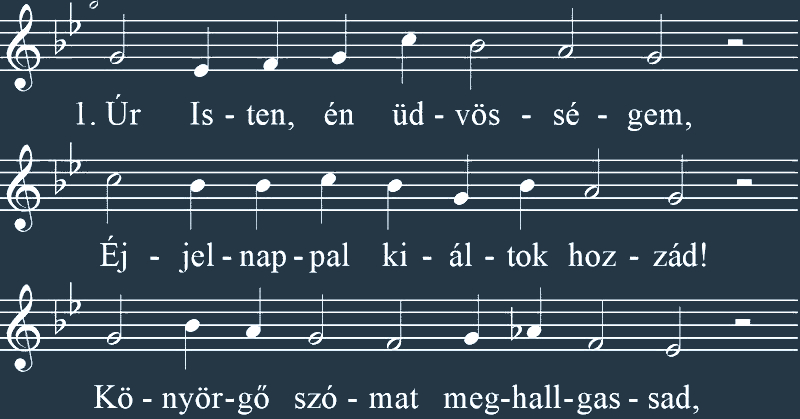 1. Úr Is - ten, én üd - vös - sé - gem,
Éj - jel - nap - pal ki - ál - tok hoz - zád!
Kö - nyör - gő szó - mat meg - hall - gas - sad,